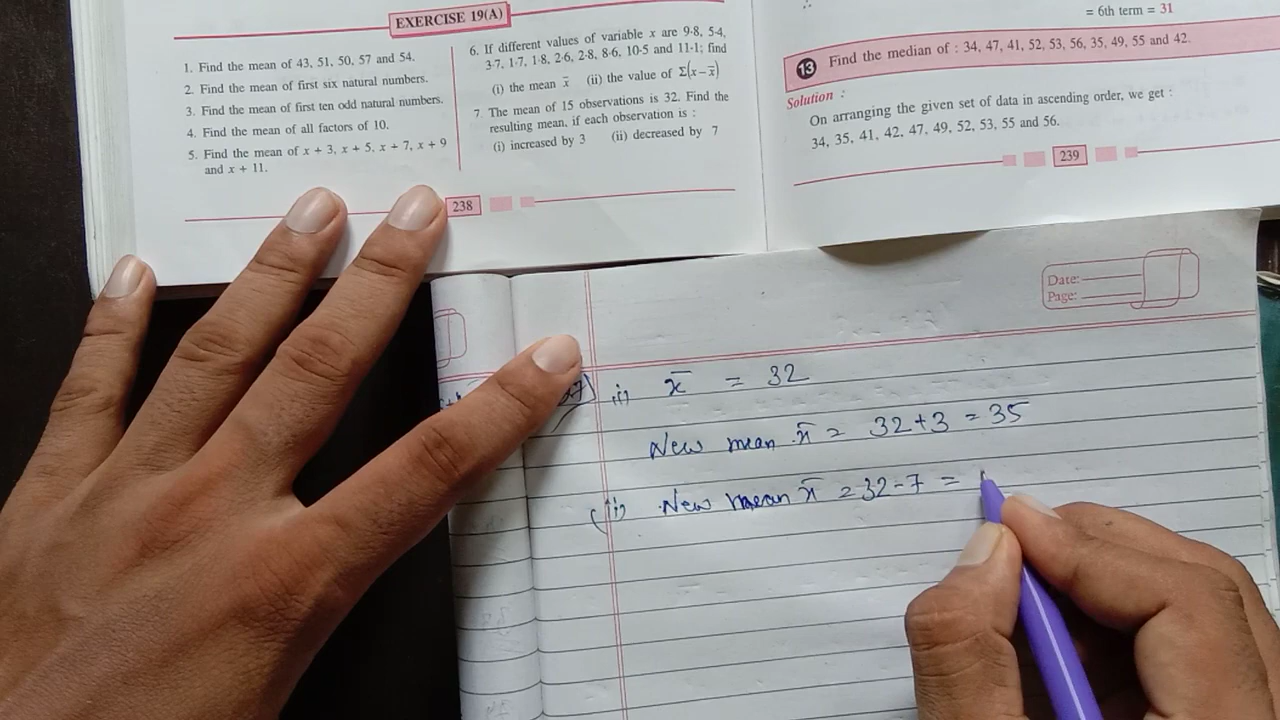 EXERCISE 19(A)
1. Find the mean of 43, 51, 50, 57 and 54.
2. Find the mean of first six natural numbers.
3. Find the mean of first ten odd natural numbers.
4. Find the mean of all factors of 10.
5. Find the mean of x + 3, x + 5, x + 7, x + 9
and x + 11.
6. If different values of variable x are 9·8, 5·4,
3·7, 1·7, 1·8, 2·6, 2·8, 8·6, 10·5 and 11·1; find
(i) the mean x̄ (ii) the value of Σ(x–x̄)
7. The mean of 15 observations is 32. Find the
resulting mean, if each observation is :
(i) increased by 3 (ii) decreased by 7
238
= 6th term = 31
13 Find the median of : 34, 47, 41, 52, 53, 56, 35, 49, 55 and 42.
Solution :
On arranging the given set of data in ascending order, we get :
34, 35, 41, 42, 47, 49, 52, 53, 55 and 56.
239
Date:
Page:
7) (i) x̄ = 32
New mean x̄ = 32+3 = 35
(ii) New mean x̄ = 32-7 =